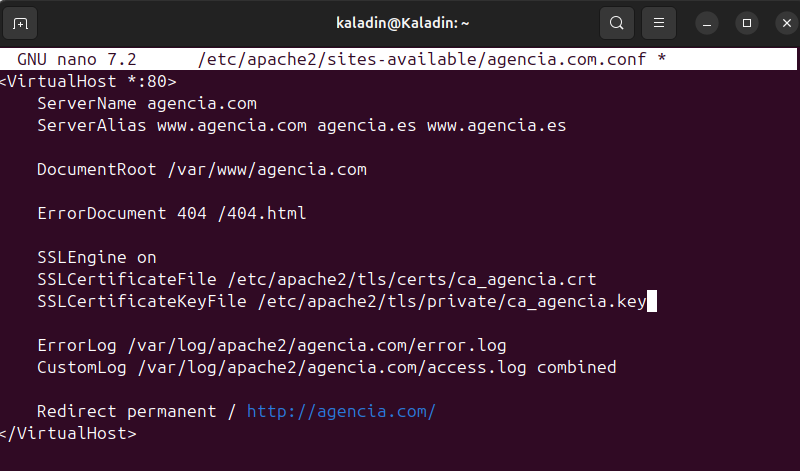 kaladin@Kaladin: ~
GNU nano 7.2 /etc/apache2/sites-available/agencia.com.conf *
<VirtualHost *:80>
ServerName agencia.com
ServerAlias www.agencia.com agencia.es www.agencia.es
DocumentRoot /var/www/agencia.com
ErrorDocument 404 /404.html
SSLEngine on
SSLCertificateFile /etc/apache2/tls/certs/ca_agencia.crt
SSLCertificateKeyFile /etc/apache2/tls/private/ca_agencia.key
ErrorLog /var/log/apache2/agencia.com/error.log
CustomLog /var/log/apache2/agencia.com/access.log combined
Redirect permanent / http://agencia.com/
</VirtualHost>